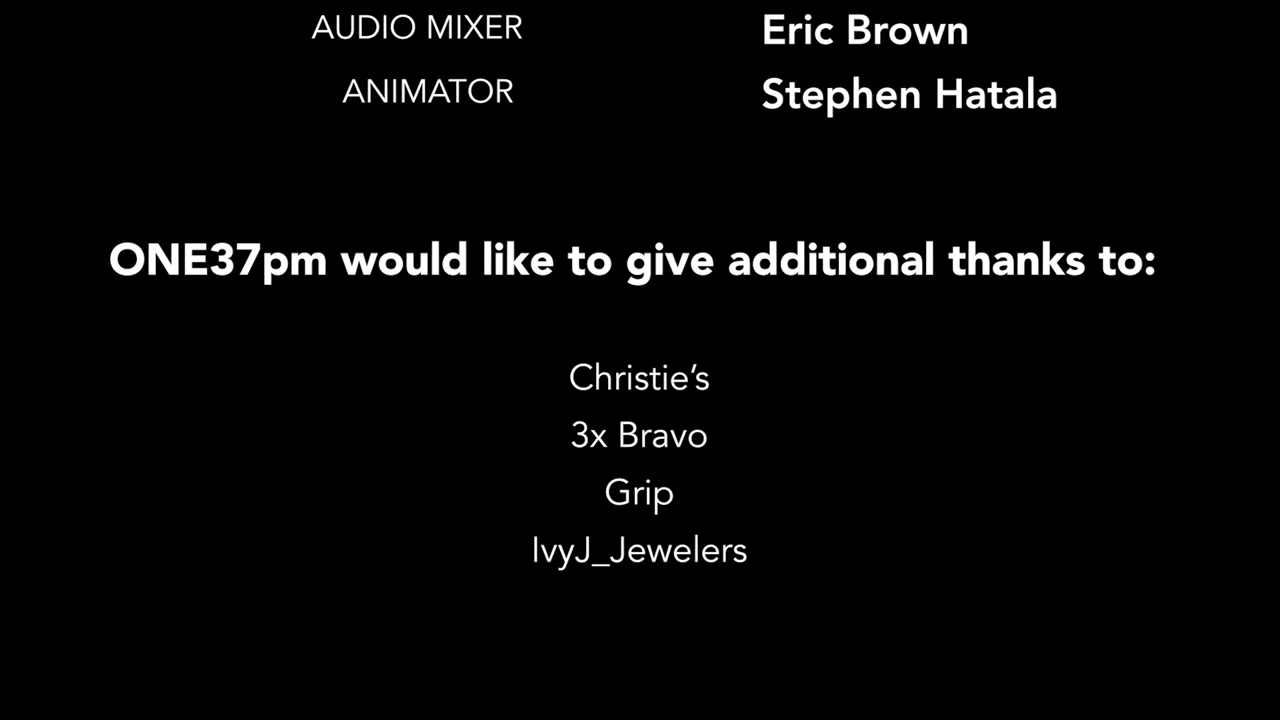 AUDIO MIXER Eric Brown
ANIMATOR Stephen Hatala
ONE37pm would like to give additional thanks to:
Christie’s
3x Bravo
Grip
IvyJ_Jewelers